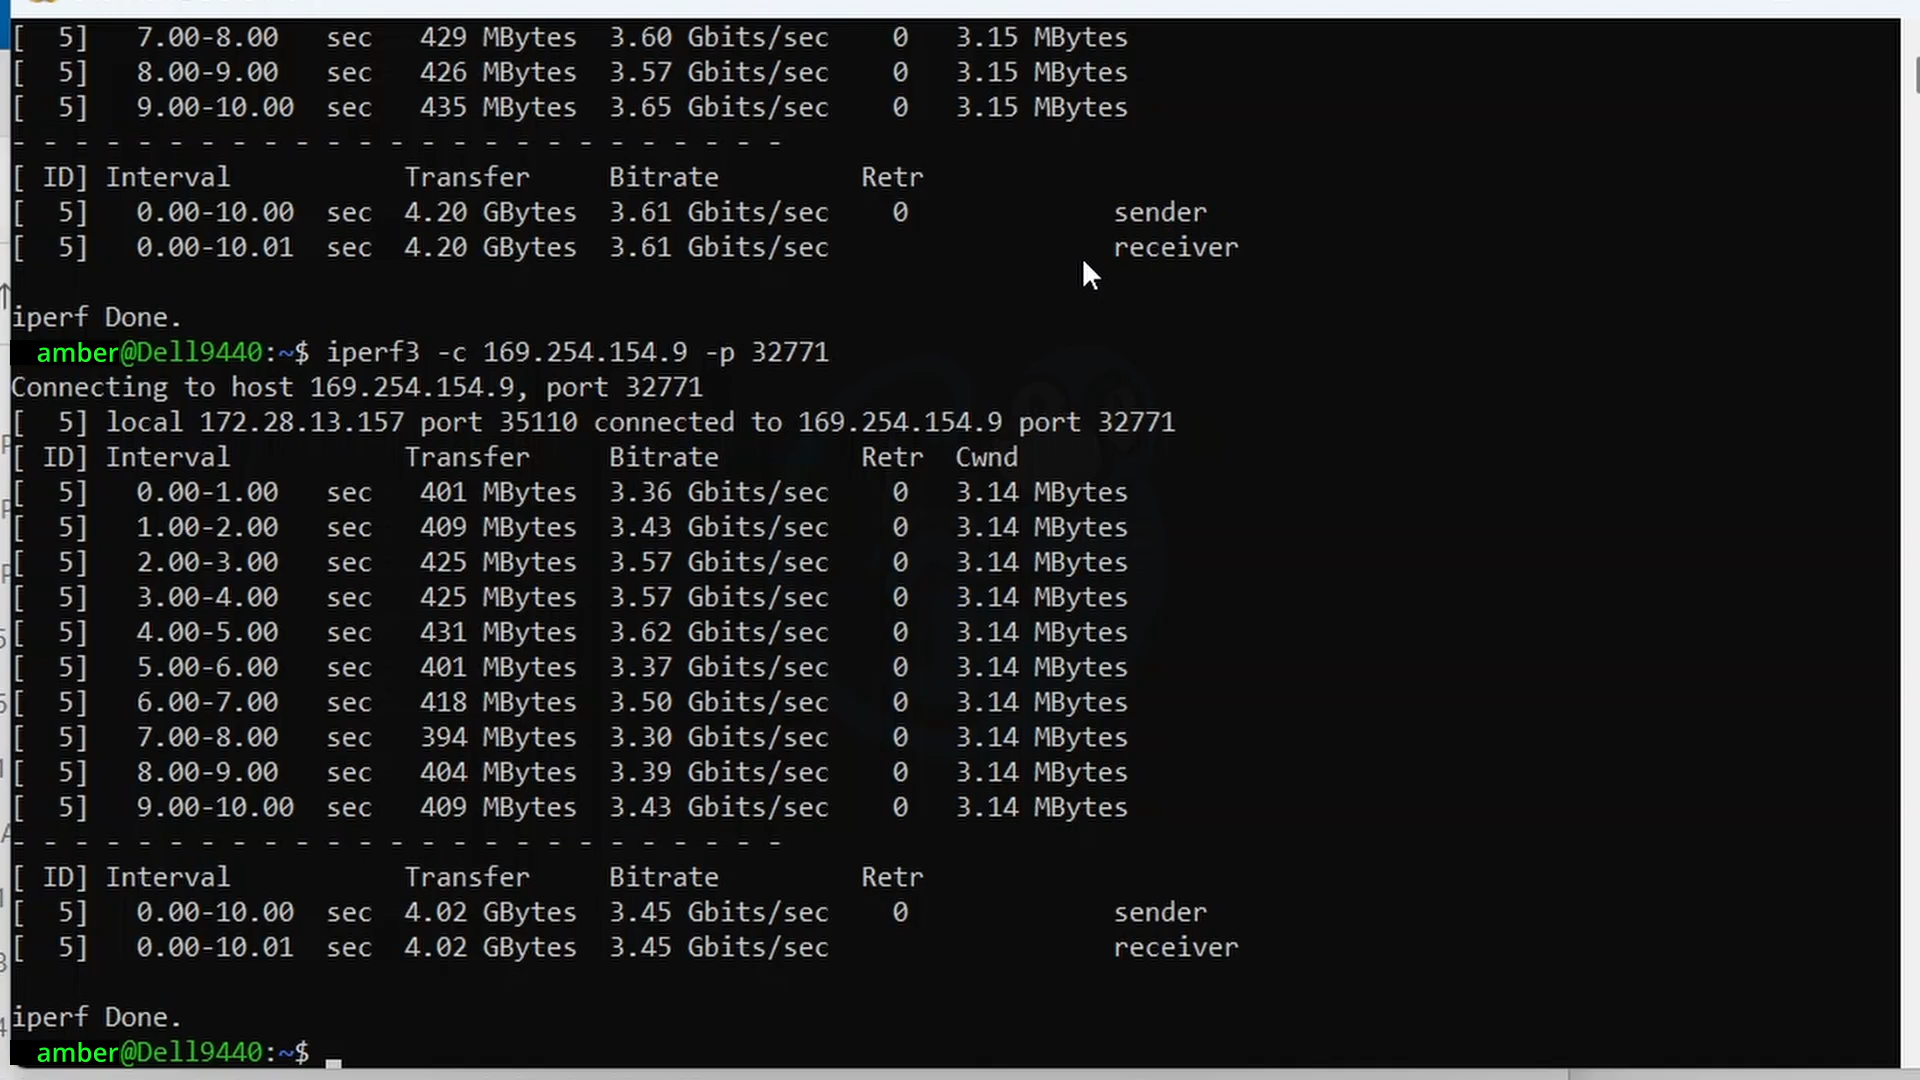 [  5]   7.00-8.00   sec   429 MBytes  3.60 Gbits/sec    0   3.15 MBytes
[  5]   8.00-9.00   sec   426 MBytes  3.57 Gbits/sec    0   3.15 MBytes
[  5]   9.00-10.00  sec   435 MBytes  3.65 Gbits/sec    0   3.15 MBytes
- - - - - - - - - - - - - - - - - - - - - - - - -
[ ID] Interval           Transfer     Bitrate         Retr
[  5]   0.00-10.00  sec  4.20 GBytes  3.61 Gbits/sec    0             sender
[  5]   0.00-10.01  sec  4.20 GBytes  3.61 Gbits/sec                  receiver
iperf Done.
amber@Dell9440:~$ iperf3 -c 169.254.154.9 -p 32771
Connecting to host 169.254.154.9, port 32771
[  5] local 172.28.13.157 port 35110 connected to 169.254.154.9 port 32771
[ ID] Interval           Transfer     Bitrate         Retr  Cwnd
[  5]   0.00-1.00   sec   401 MBytes  3.36 Gbits/sec    0   3.14 MBytes
[  5]   1.00-2.00   sec   409 MBytes  3.43 Gbits/sec    0   3.14 MBytes
[  5]   2.00-3.00   sec   425 MBytes  3.57 Gbits/sec    0   3.14 MBytes
[  5]   3.00-4.00   sec   425 MBytes  3.57 Gbits/sec    0   3.14 MBytes
[  5]   4.00-5.00   sec   431 MBytes  3.62 Gbits/sec    0   3.14 MBytes
[  5]   5.00-6.00   sec   401 MBytes  3.37 Gbits/sec    0   3.14 MBytes
[  5]   6.00-7.00   sec   418 MBytes  3.50 Gbits/sec    0   3.14 MBytes
[  5]   7.00-8.00   sec   394 MBytes  3.30 Gbits/sec    0   3.14 MBytes
[  5]   8.00-9.00   sec   404 MBytes  3.39 Gbits/sec    0   3.14 MBytes
[  5]   9.00-10.00  sec   409 MBytes  3.43 Gbits/sec    0   3.14 MBytes
- - - - - - - - - - - - - - - - - - - - - - - - -
[ ID] Interval           Transfer     Bitrate         Retr
[  5]   0.00-10.00  sec  4.02 GBytes  3.45 Gbits/sec    0             sender
[  5]   0.00-10.01  sec  4.02 GBytes  3.45 Gbits/sec                  receiver
iperf Done.
amber@Dell9440:~$